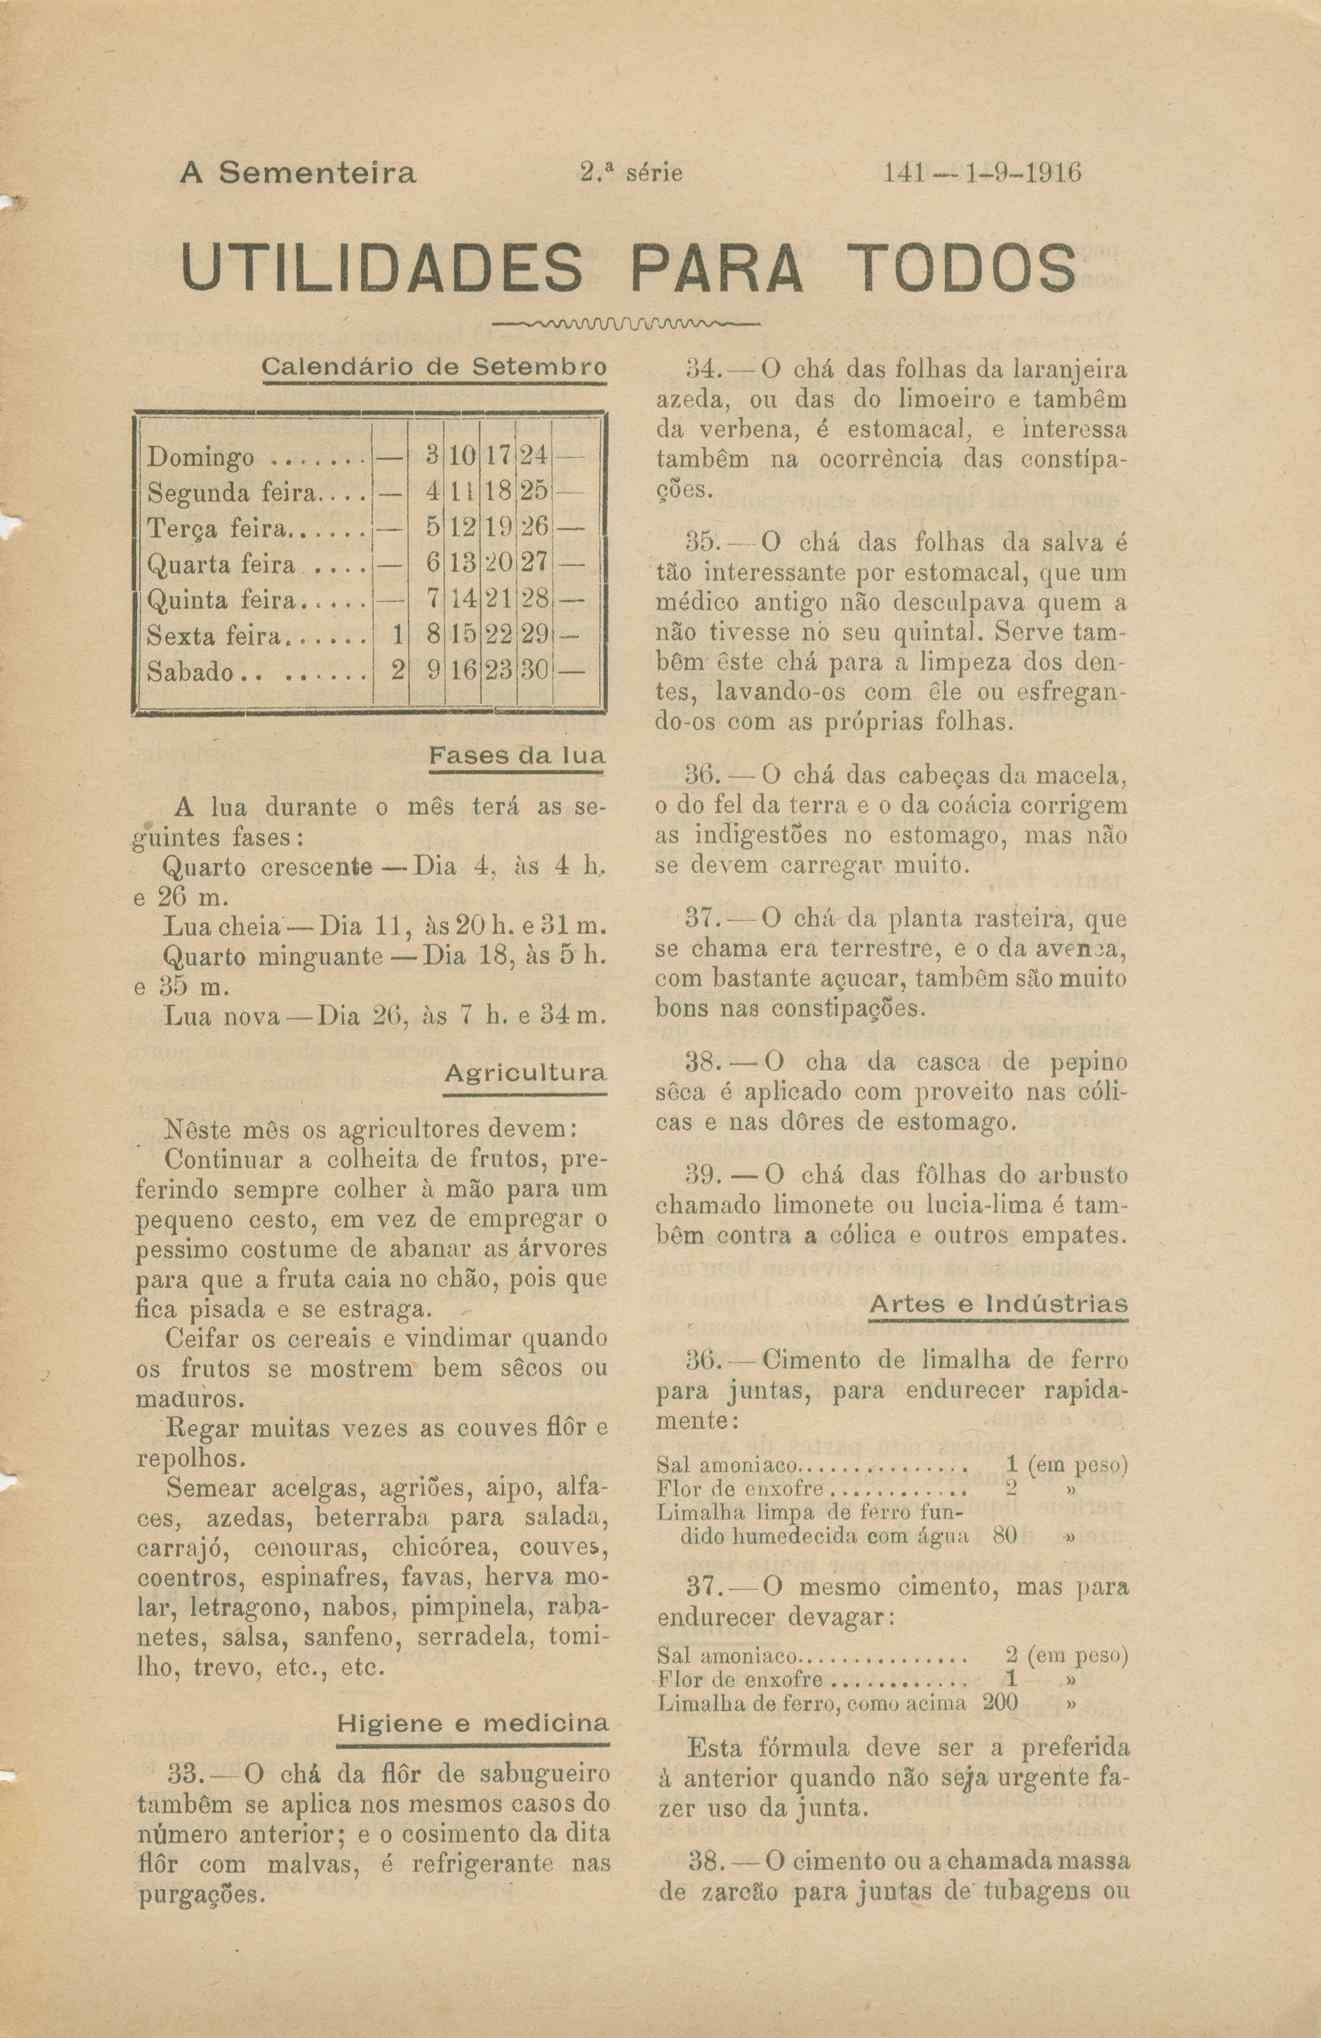 A Sementeira 2.ª série 141 — 1-9-1916
UTILIDADES PARA TODOS
Calendário de Setembro
Domingo ....... — 3 10 17 24 —
Segunda feira.... — 4 11 18 25 —
Terça feira...... — 5 12 19 26 —
Quarta feira .... — 6 13 20 27 —
Quinta feira..... — 7 14 21 28 —
Sexta feira...... 1 8 15 22 29 —
Sabado.. ...... 2 9 16 23 30 —
Fases da lua
A lua durante o mês terá as se-
guintes fases:
Quarto crescente — Dia 4, às 4 h.
e 26 m.
Lua cheia — Dia 11, às 20 h. e 31 m.
Quarto minguante — Dia 18, às 5 h.
e 35 m.
Lua nova — Dia 26, às 7 h. e 34 m.
Agricultura
Nêste mês os agricultores devem:
Continuar a colheita de frutos, pre-
ferindo sempre colher à mão para um
pequeno cesto, em vez de empregar o
pessimo costume de abanar as árvores
para que a fruta caia no chão, pois que
fica pisada e se estraga.
Ceifar os cereais e vindimar quando
os frutos se mostrem bem sêcos ou
maduros.
Regar muitas vezes as couves flôr e
repolhos.
Semear acelgas, agriões, aipo, alfa-
ces, azedas, beterraba para salada,
carrajó, cenouras, chicórea, couves,
coentros, espinafres, favas, herva mo-
lar, letragono, nabos, pimpinela, raba-
netes, salsa, sanfeno, serradela, tomi-
lho, trevo, etc., etc.
Higiene e medicina
33. — O chá da flôr de sabugueiro
também se aplica nos mesmos casos do
número anterior; e o cosimento da dita
flôr com malvas, é refrigerante nas
purgações.
34. — O chá das folhas da laranjeira
azeda, ou das do limoeiro e tambêm
da verbena, é estomacal, e interessa
também na ocorrência das constípa-
ções.
35. — O chá das folhas da salva é
tão interessante por estomacal, que um
médico antigo não desculpava quem a
não tivesse no seu quintal. Serve tam-
bêm êste chá para a limpeza dos den-
tes, lavando-os com êle ou esfregan-
do-os com as próprias folhas.
36. — O chá das cabeças da macela,
o do fel da terra e o da coácia corrigem
as indigestões no estomago, mas não
se devem carregar muito.
37. — O chá da planta rasteira, que
se chama era terrestre, e o da avenca,
com bastante açucar, tambêm são muito
bons nas constipações.
38. — O cha da casca de pepino
sêca é aplicado com proveito nas cóli-
cas e nas dôres de estomago.
39. — O chá das fôlhas do arbusto
chamado limonete ou lucia-lima é tam-
bêm contra a cólica e outros empates.
Artes e Indústrias
36. — Cimento de limalha de ferro
para juntas, para endurecer rapida-
mente:
Sal amoniaco............... 1 (em peso)
Flor de enxofre............ 2 »
Limalha limpa de ferro fun-
dido humedecida com água 80 »
37. — O mesmo cimento, mas para
endurecer devagar:
Sal amoniaco............... 2 (em peso)
Flor de enxofre............ 1 »
Limalha de ferro, como acima 200 »
Esta fórmula deve ser a preferida
à anterior quando não seja urgente fa-
zer uso da junta.
38. — O cimento ou a chamada massa
de zarcão para juntas de tubagens ou